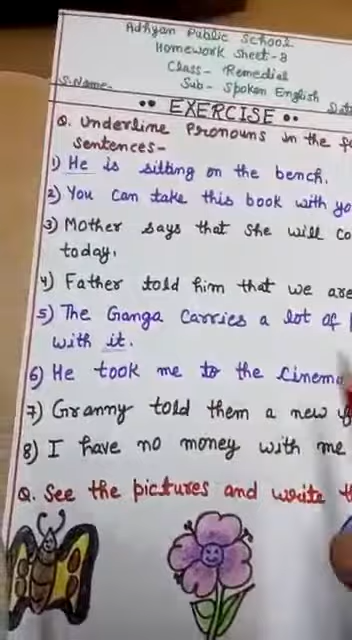 Adhyan Public School
Homework Sheet-2
Class- Remedial
S.Name- Sub- Spoken English
•• EXERCISE ••
Q. Underline Pronouns in the
sentences-
1) He is sitting on the bench.
2) You can take this book with
3) Mother says that she will
today.
4) Father told him that we are
5) The Ganga Carries a lot of
with it.
6) He took me to the Cinema
7) Granny told them a new
8) I have no money with me
Q. See the pictures and write